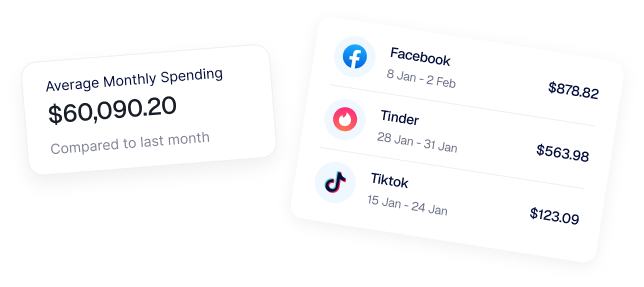 Average Monthly Spending
$60,090.20
Compared to last month
Facebook
8 Jan - 2 Feb
$878.82
Tinder
28 Jan - 31 Jan
$563.98
Tiktok
15 Jan - 24 Jan
$123.09